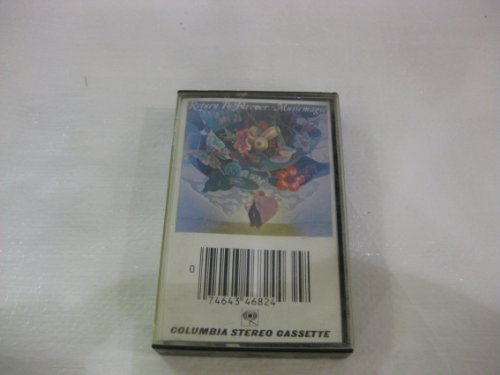 Return To Forever Musicmagic
0
74643 46824
COLUMBIA STEREO CASSETTE